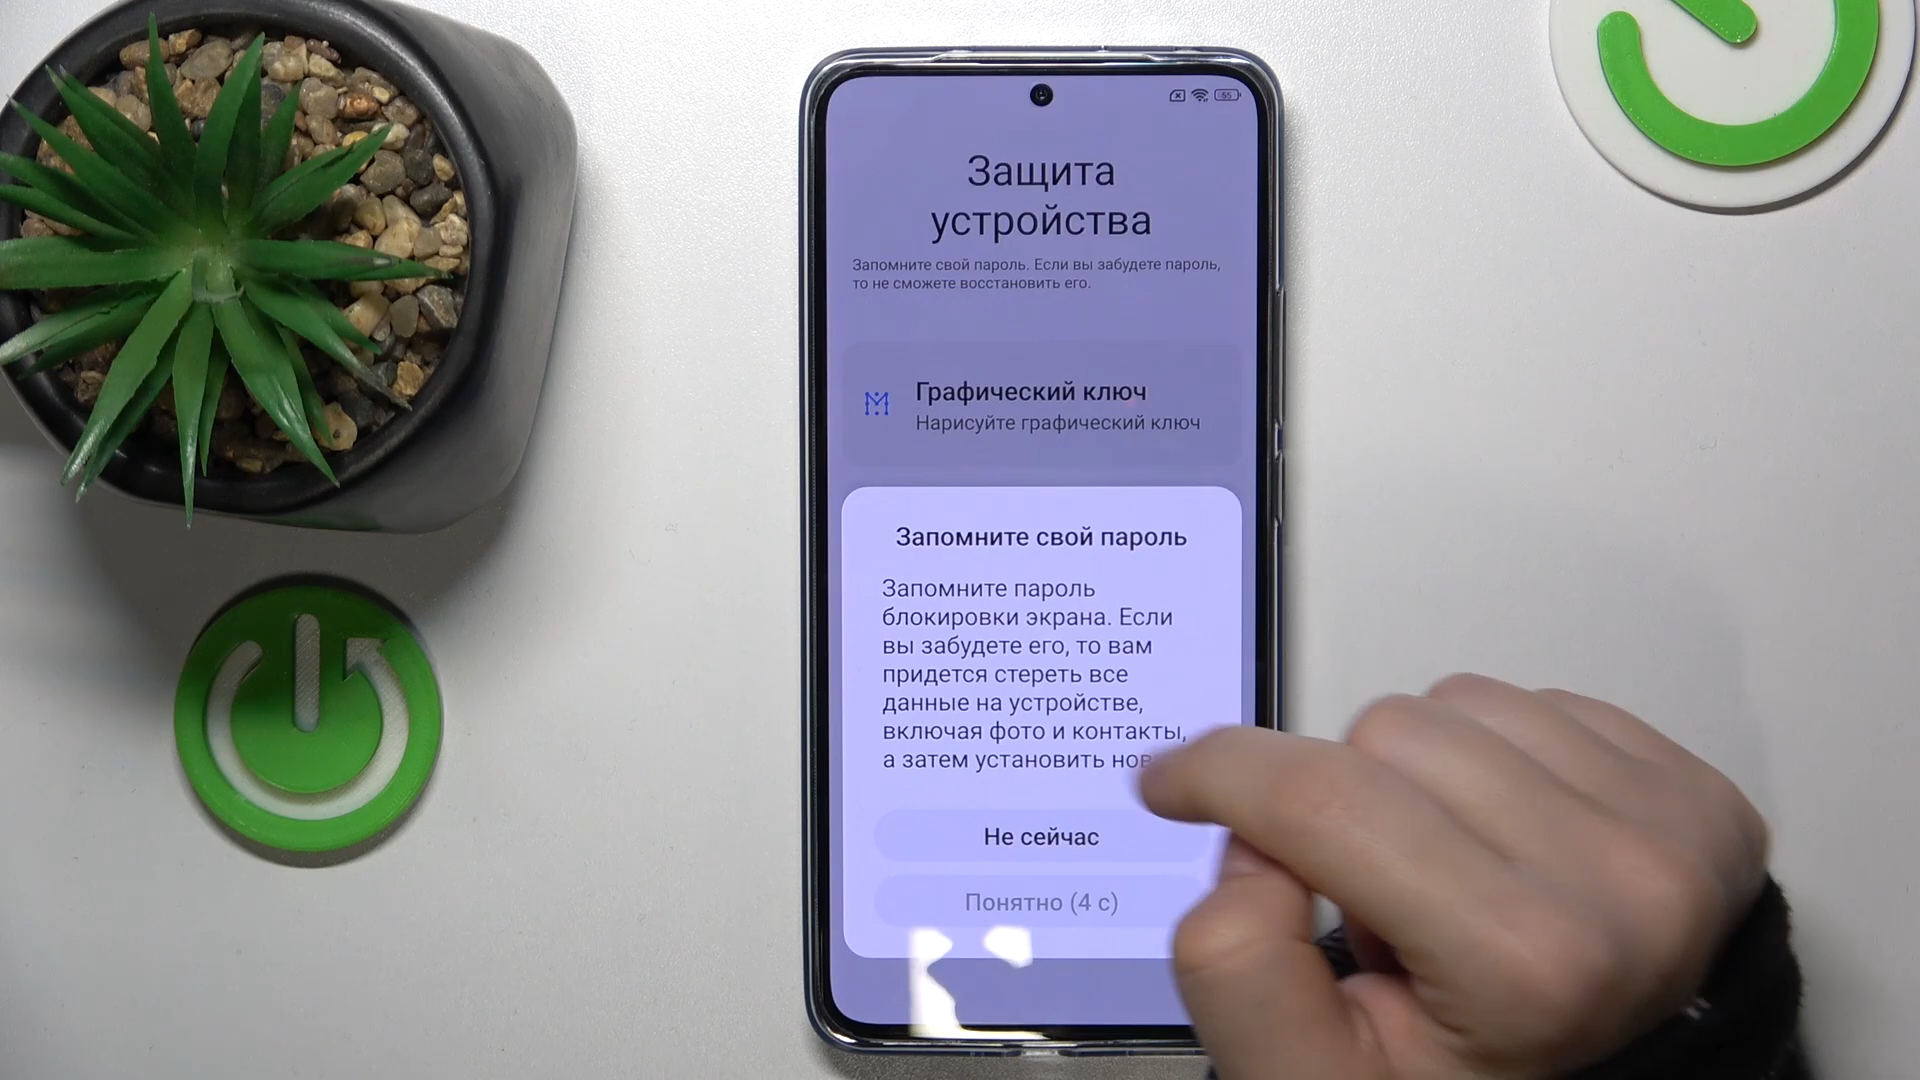 55
Защита
устройства
Запомните свой пароль. Если вы забудете пароль,
то не сможете восстановить его.
Графический ключ
Нарисуйте графический ключ
Запомните свой пароль
Запомните пароль
блокировки экрана. Если
вы забудете его, то вам
придется стереть все
данные на устройстве,
включая фото и контакты,
а затем установить
Не сейчас
Понятно (4 с)